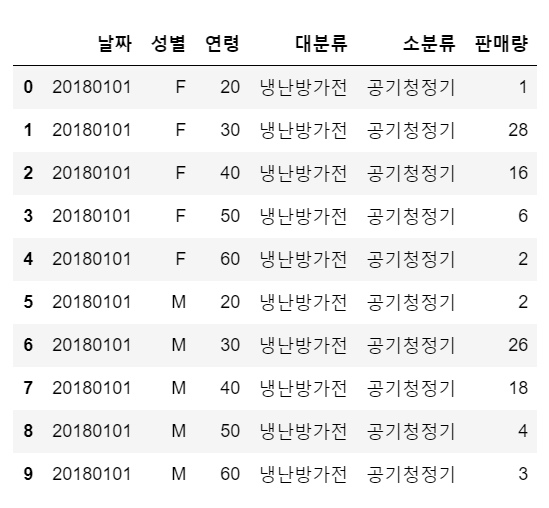 날짜 성별 연령 대분류 소분류 판매량
0 20180101 F 20 냉난방가전 공기청정기 1
1 20180101 F 30 냉난방가전 공기청정기 28
2 20180101 F 40 냉난방가전 공기청정기 16
3 20180101 F 50 냉난방가전 공기청정기 6
4 20180101 F 60 냉난방가전 공기청정기 2
5 20180101 M 20 냉난방가전 공기청정기 2
6 20180101 M 30 냉난방가전 공기청정기 26
7 20180101 M 40 냉난방가전 공기청정기 18
8 20180101 M 50 냉난방가전 공기청정기 4
9 20180101 M 60 냉난방가전 공기청정기 3